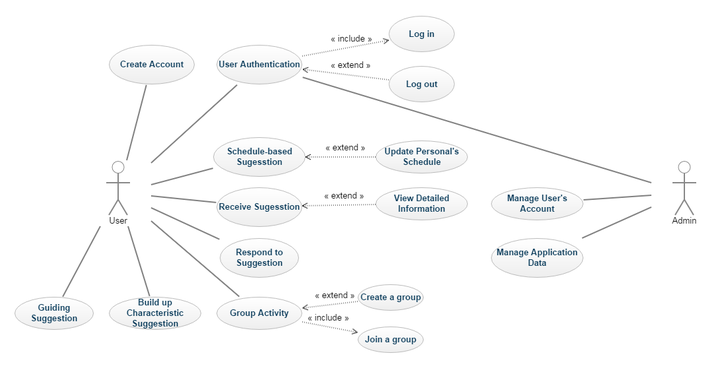 Log in
« include »
Create Account
User Authentication
« extend »
Log out
Schedule-based
Sugesstion
« extend »
Update Personal's
Schedule
Receive Sugesstion
« extend »
View Detailed
Information
Manage User's
Account
User
Admin
Respond to
Suggestion
Manage Application
Data
Guiding
Suggestion
Build up
Characteristic
Suggestion
Group Activity
« extend »
Create a group
« include »
Join a group